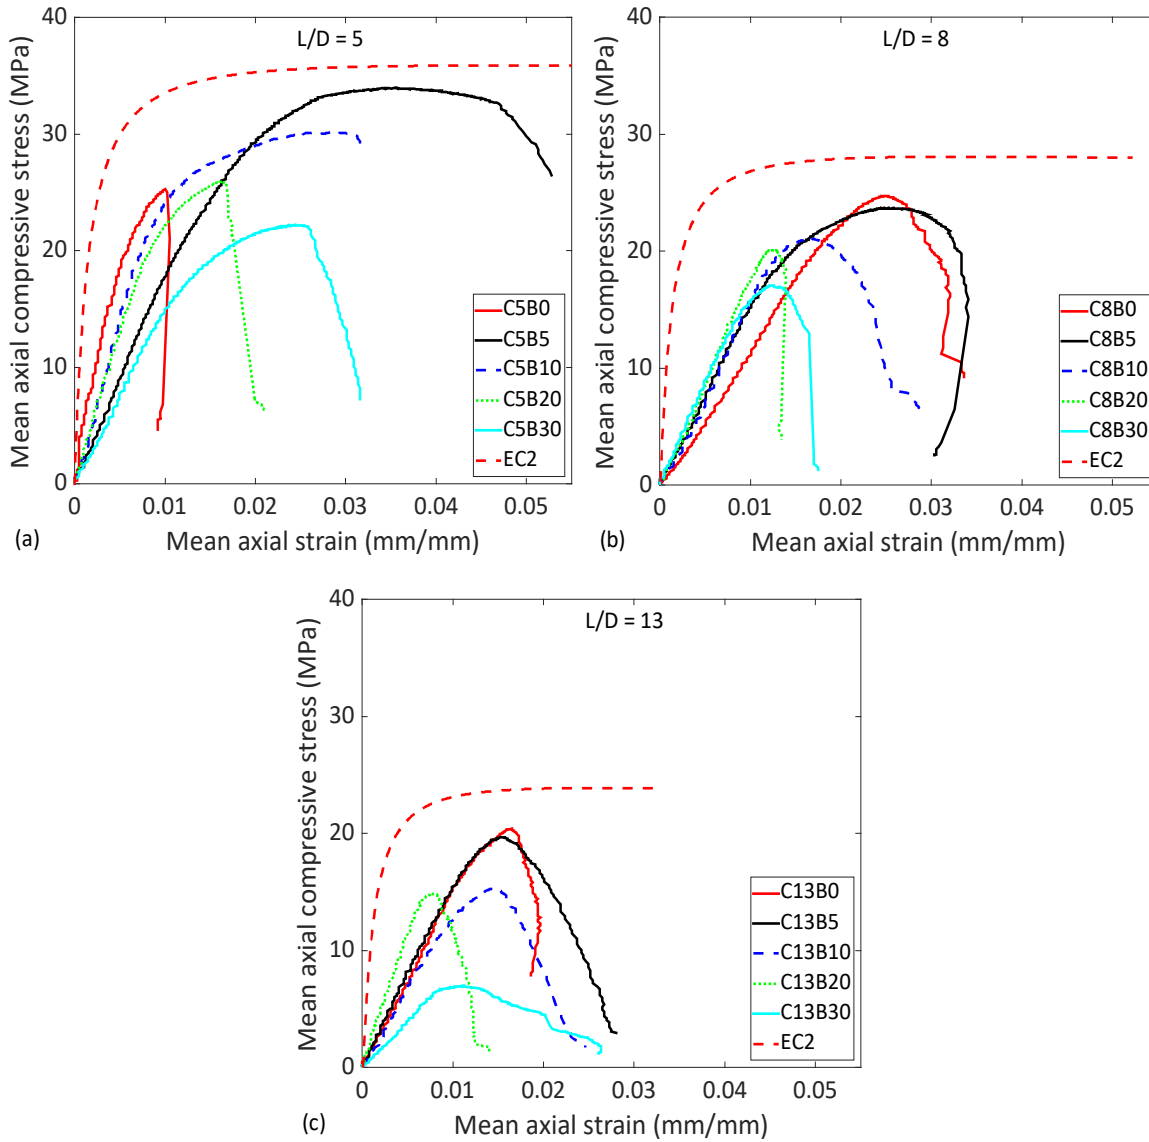 40
L/D = 5
30
20
10
0
Mean axial compressive stress (MPa)
C5B0
C5B5
C5B10
C5B20
C5B30
EC2
0
0.01
0.02
0.03
0.04
0.05
(a)
Mean axial strain (mm/mm)
40
L/D = 8
30
20
10
0
Mean axial compressive stress (MPa)
C8B0
C8B5
C8B10
C8B20
C8B30
EC2
0
0.01
0.02
0.03
0.04
0.05
(b)
Mean axial strain (mm/mm)
40
L/D = 13
30
20
10
0
Mean axial compressive stress (MPa)
C13B0
C13B5
C13B10
C13B20
C13B30
EC2
0
0.01
0.02
0.03
0.04
0.05
(c)
Mean axial strain (mm/mm)